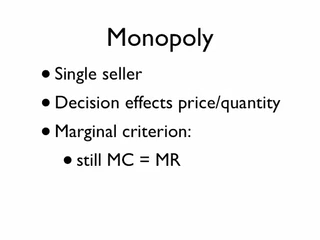 Monopoly
• Single seller
• Decision effects price/quantity
• Marginal criterion:
• still MC = MR